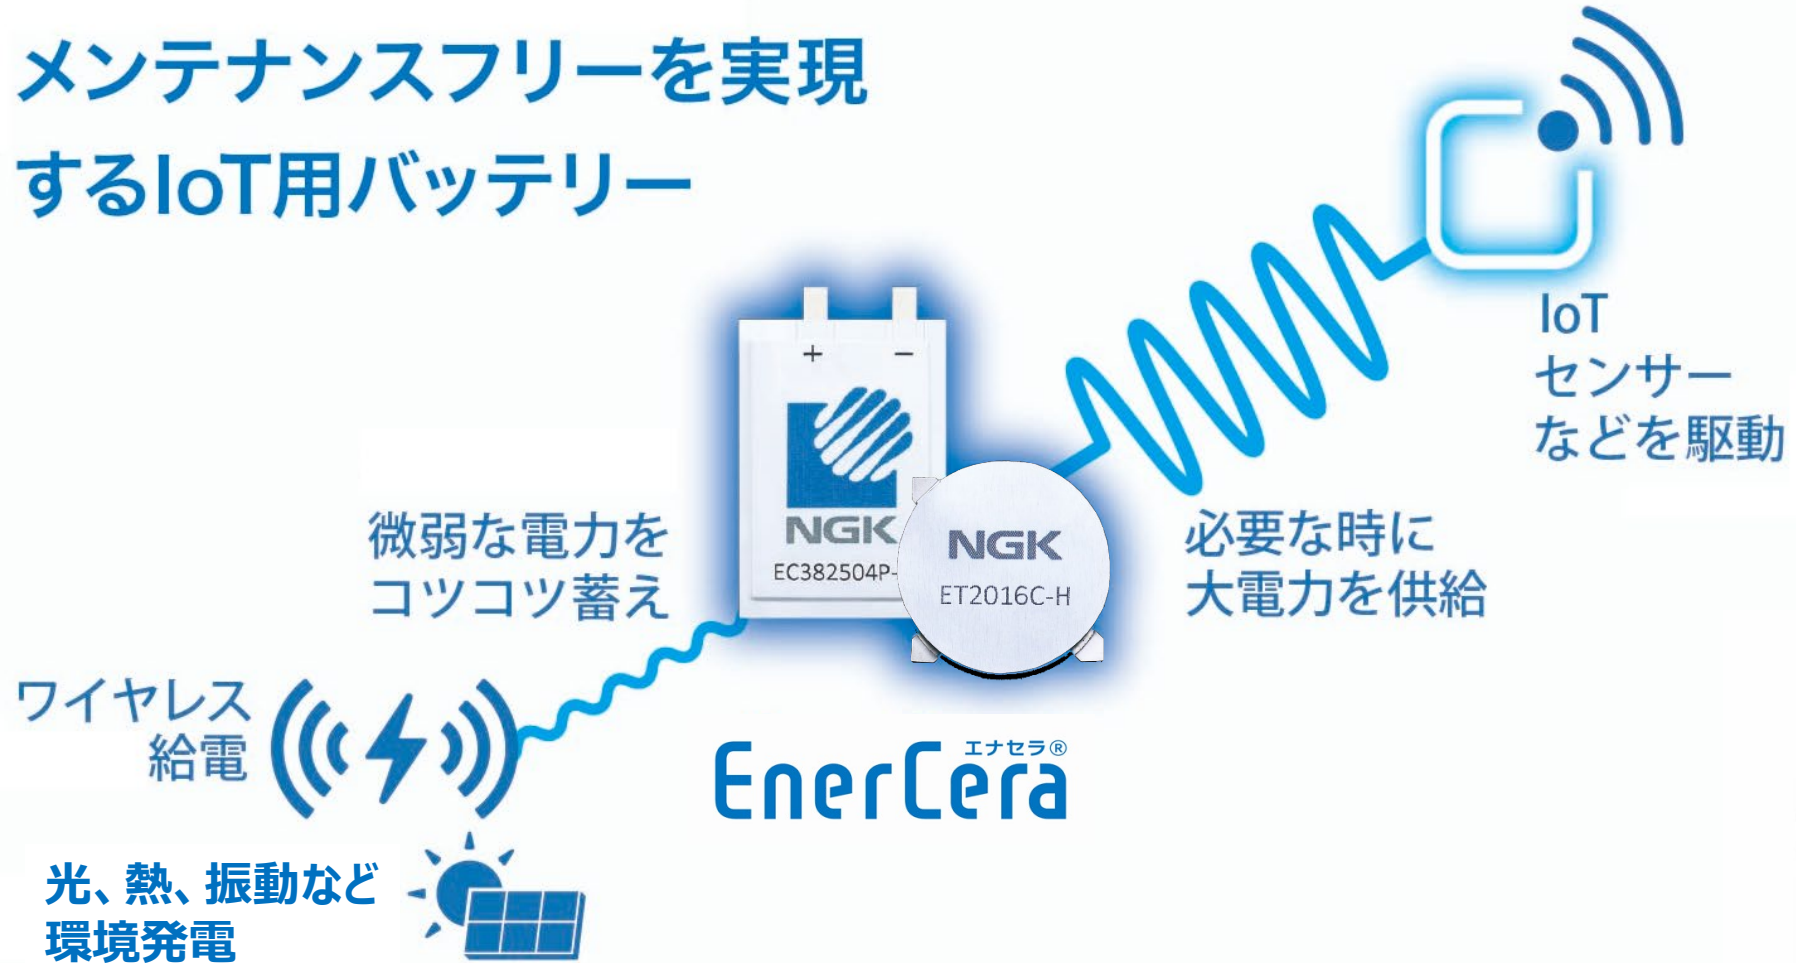 メンテナンスフリーを実現
するIoT用バッテリー
IoT
センサー
などを駆動
+ −
NGK
EC382504P-
NGK
ET2016C-H
微弱な電力を
コツコツ蓄え
必要な時に
大電力を供給
ワイヤレス
給電
エナセラ®
EnerCera
光、熱、振動など
環境発電